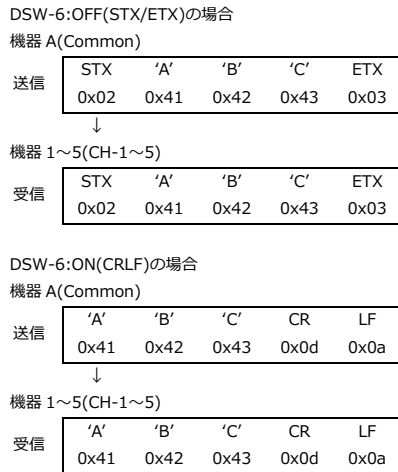 DSW-6:OFF(STX/ETX)の場合
機器 A(Common)
送信 STX ‘A’ ‘B’ ‘C’ ETX
0x02 0x41 0x42 0x43 0x03
↓
機器 1～5(CH-1～5)
受信 STX ‘A’ ‘B’ ‘C’ ETX
0x02 0x41 0x42 0x43 0x03
DSW-6:ON(CRLF)の場合
機器 A(Common)
送信 ‘A’ ‘B’ ‘C’ CR LF
0x41 0x42 0x43 0x0d 0x0a
↓
機器 1～5(CH-1～5)
受信 ‘A’ ‘B’ ‘C’ CR LF
0x41 0x42 0x43 0x0d 0x0a